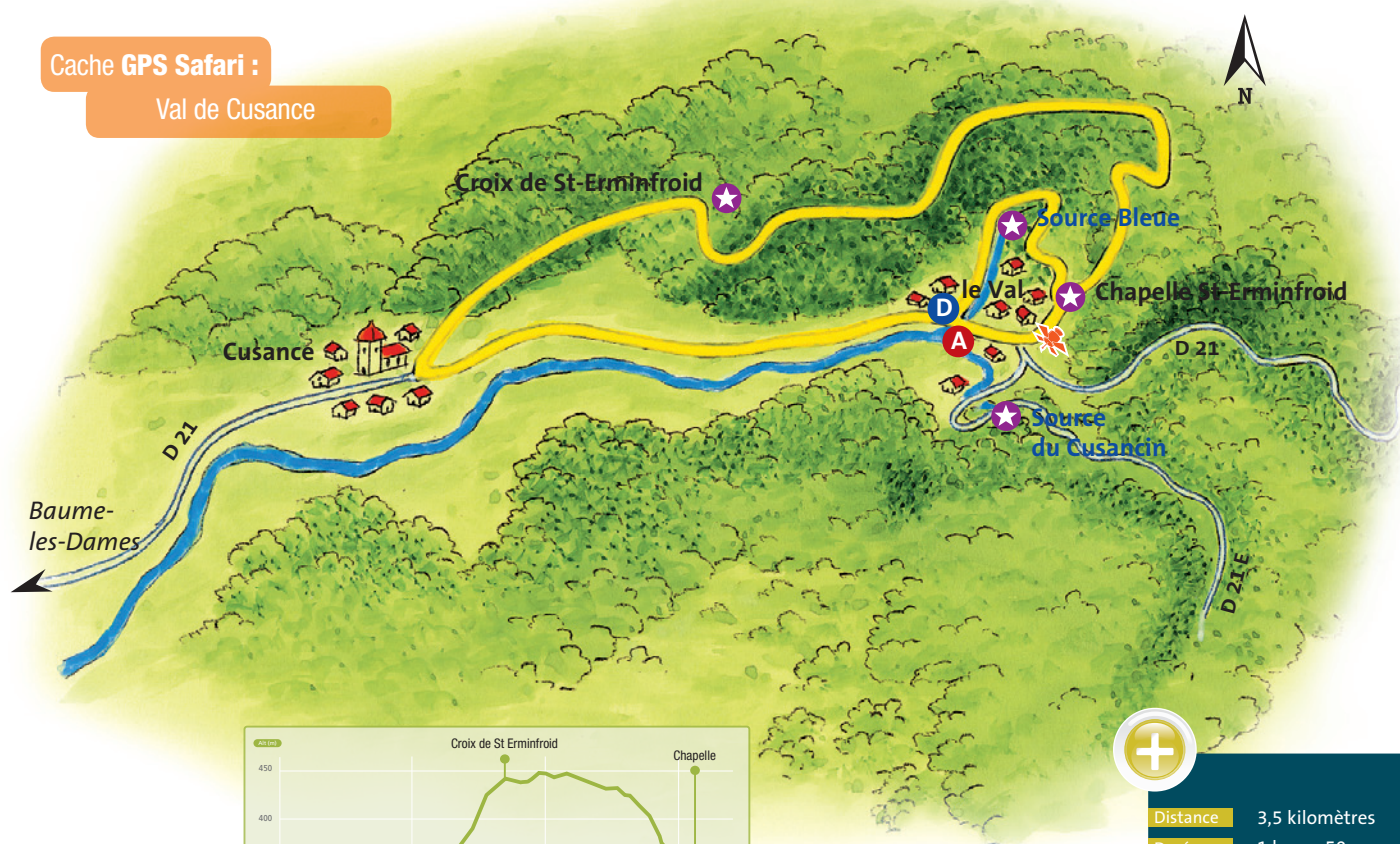 Cache GPS Safari :
Val de Cusance
N
Croix de St-Erminfroid
Source Bleue
le Val
D
Chapelle St-Erminfroid
A
Cusance
D 21
Source
du Cusancin
D 21
Baume-
les-Dames
D 21 E
Alt (m)
Croix de St Erminfroid
Chapelle
450
400
Distance
3,5 kilomètres